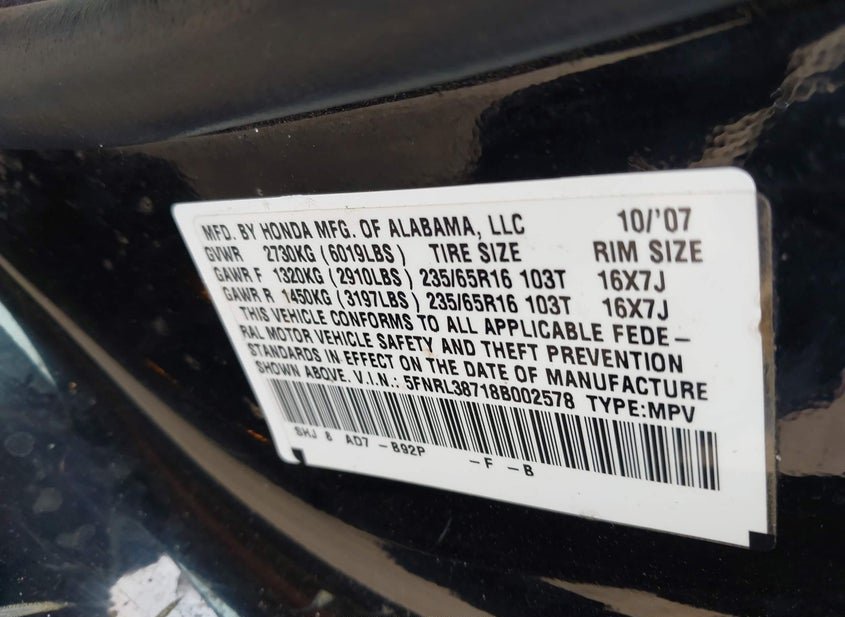 MFD. BY HONDA MFG. OF ALABAMA, LLC 10/'07
GVWR 2730KG (6019LBS) TIRE SIZE RIM SIZE
GAWR F 1320KG (2910LBS) 235/65R16 103T 16X7J
GAWR R 1450KG (3197LBS) 235/65R16 103T 16X7J
THIS VEHICLE CONFORMS TO ALL APPLICABLE FEDE-
RAL MOTOR VEHICLE SAFETY AND THEFT PREVENTION
STANDARDS IN EFFECT ON THE DATE OF MANUFACTURE
SHOWN ABOVE. V.I.N.: 5FNRL38718B002578 TYPE:MPV
SHJ 8 AD7 -B92P -F -B